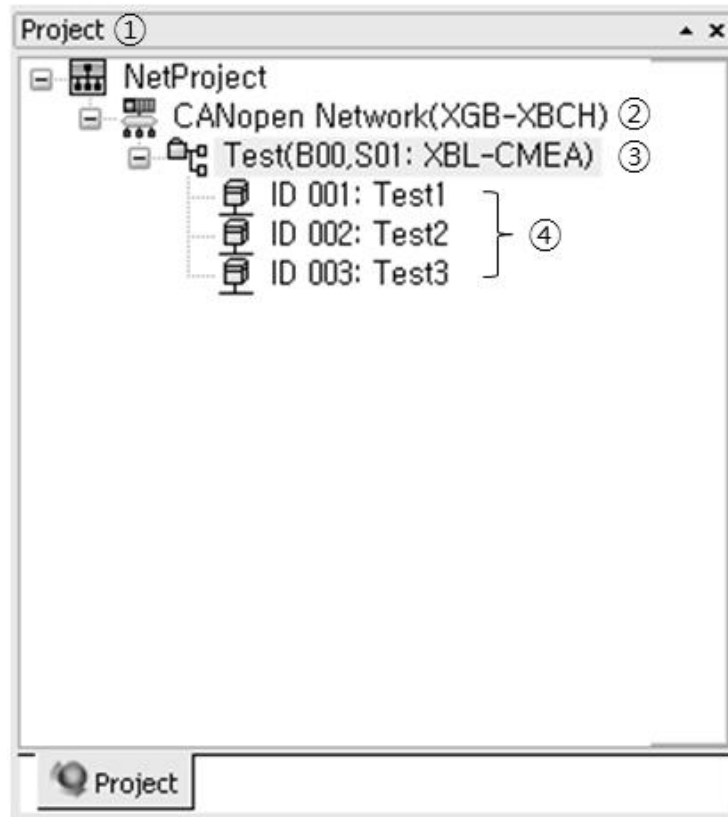 Project ①
NetProject
CANopen Network(XGB-XBCH) ②
Test(B00,S01: XBL-CMEA) ③
ID 001: Test1
ID 002: Test2 ④
ID 003: Test3
Project